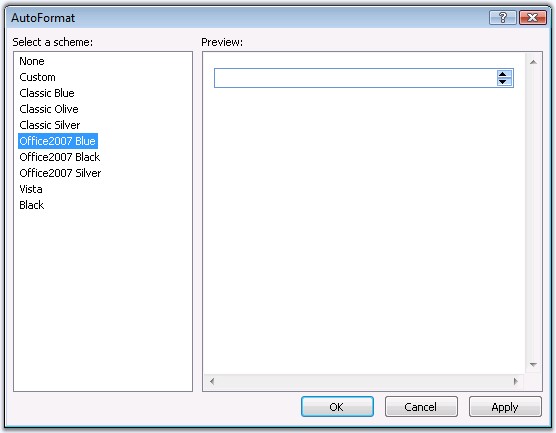 AutoFormat
Select a scheme:
Preview:
None
Custom
Classic Blue
Classic Olive
Classic Silver
Office2007 Blue
Office2007 Black
Office2007 Silver
Vista
Black
OK
Cancel
Apply